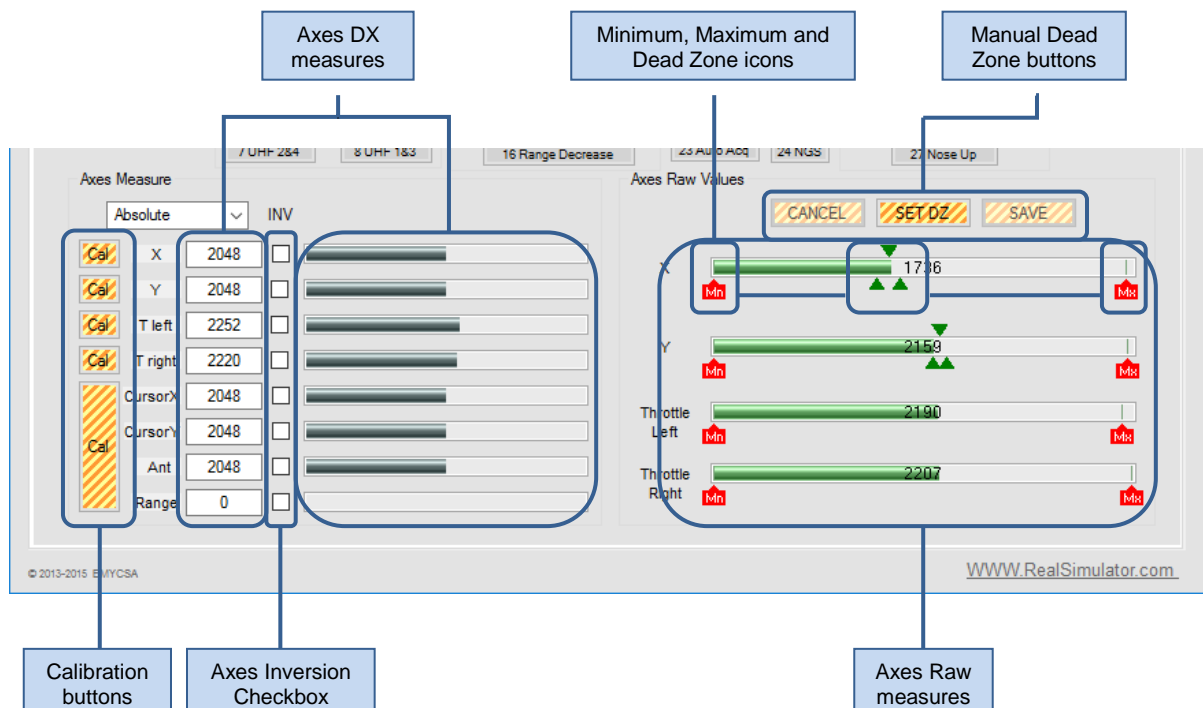 Axes DX
measures
Minimum, Maximum and
Dead Zone icons
Manual Dead
Zone buttons
7 UHF 2&4
8 UHF 1&3
16 Range Decrease
23 Auto Acq
24 NGS
27 Nose Up
Axes Measure
Absolute
INV
Cal X 2048
Cal Y 2048
Cal T left 2252
Cal T right 2220
CursorX 2048
CursorY 2048
Cal
Ant 2048
Range 0
Axes Raw Values
CANCEL SET DZ SAVE
X 1736
Mn Mx
Y 2159
Mn Mx
Throttle
Left
2190
Mn Mx
Throttle
Right
2207
Mn Mx
© 2013-2015 EMYCSA
WWW.RealSimulator.com
Calibration
buttons
Axes Inversion
Checkbox
Axes Raw
measures